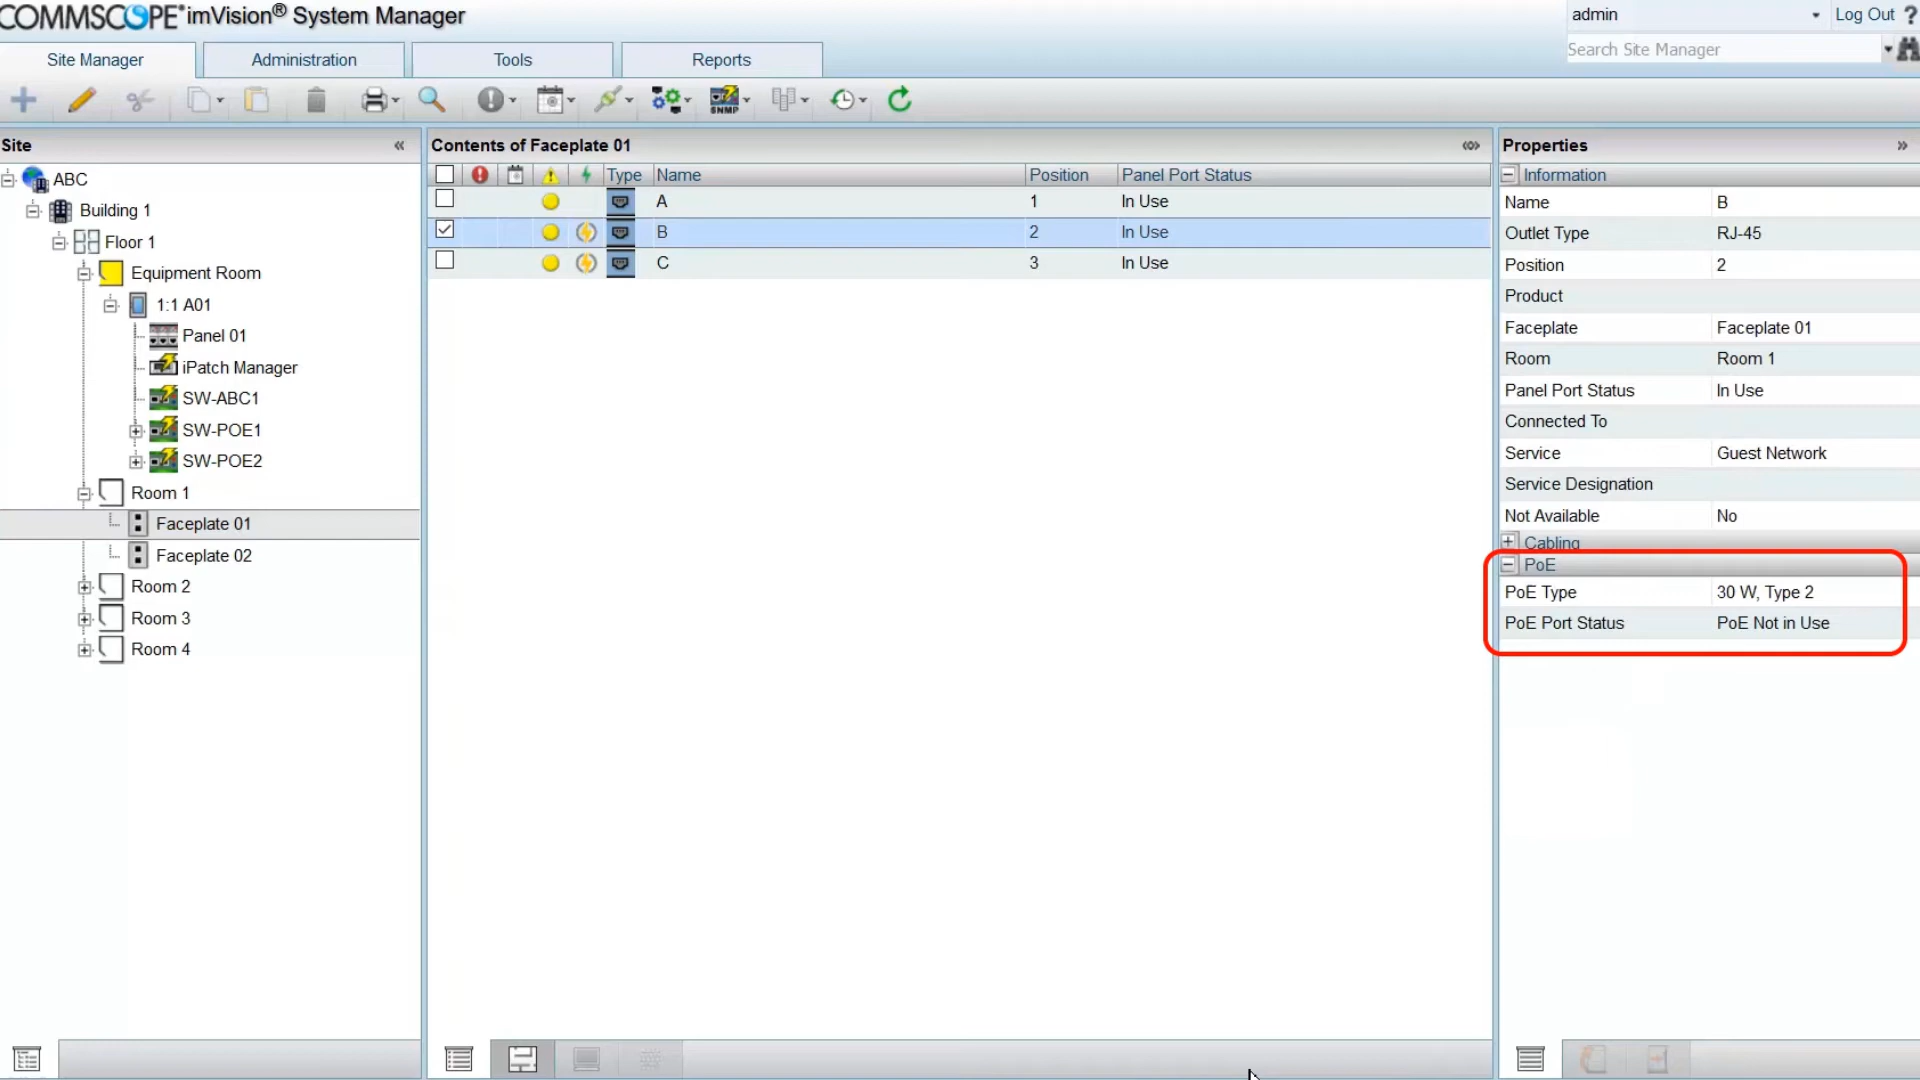 COMMSCOPE® imVision® System Manager
admin
Log Out ?
Site Manager
Administration
Tools
Reports
Search Site Manager
SNMP
Site
ABC
Building 1
Floor 1
Equipment Room
1:1 A01
Panel 01
iPatch Manager
SW-ABC1
SW-POE1
SW-POE2
Room 1
Faceplate 01
Faceplate 02
Room 2
Room 3
Room 4
Contents of Faceplate 01
Type Name Position Panel Port Status
A 1 In Use
B 2 In Use
C 3 In Use
Properties
Information
Name B
Outlet Type RJ-45
Position 2
Product
Faceplate Faceplate 01
Room Room 1
Panel Port Status In Use
Connected To
Service Guest Network
Service Designation
Not Available No
Cabling
PoE
PoE Type 30 W, Type 2
PoE Port Status PoE Not in Use